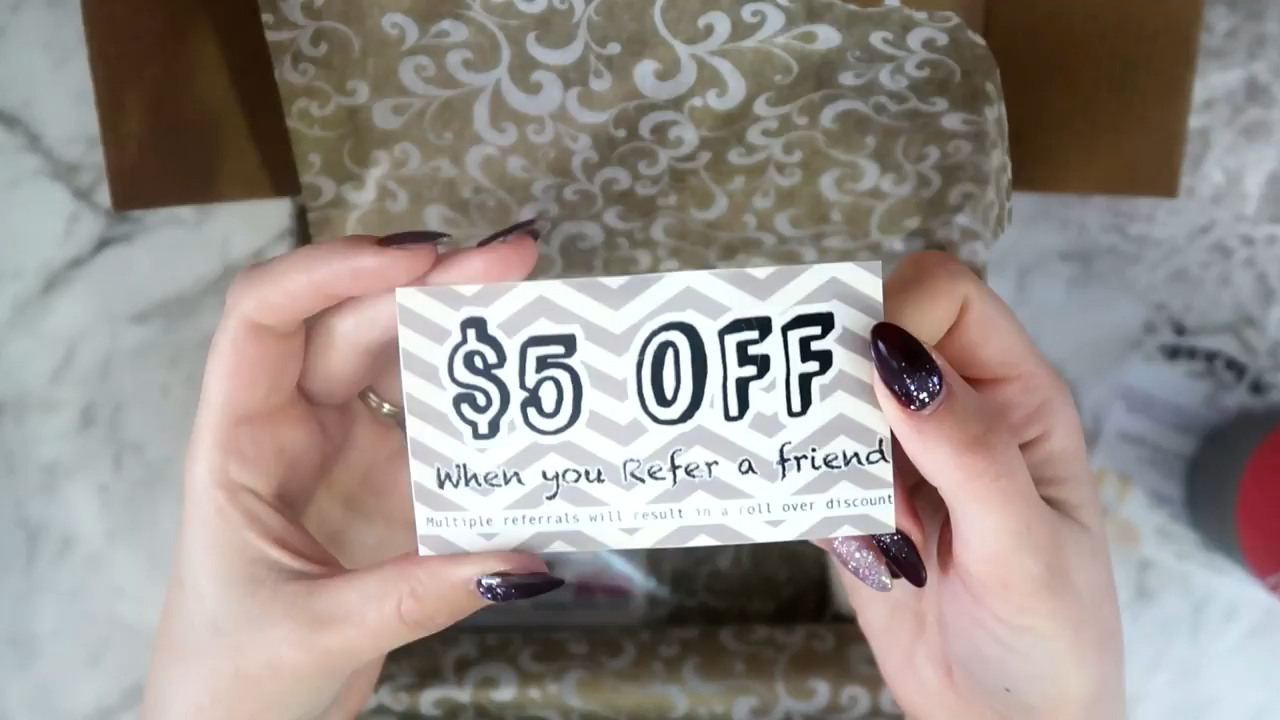 $5 OFF
When you Refer a friend
Multiple referrals will result in a roll over discount